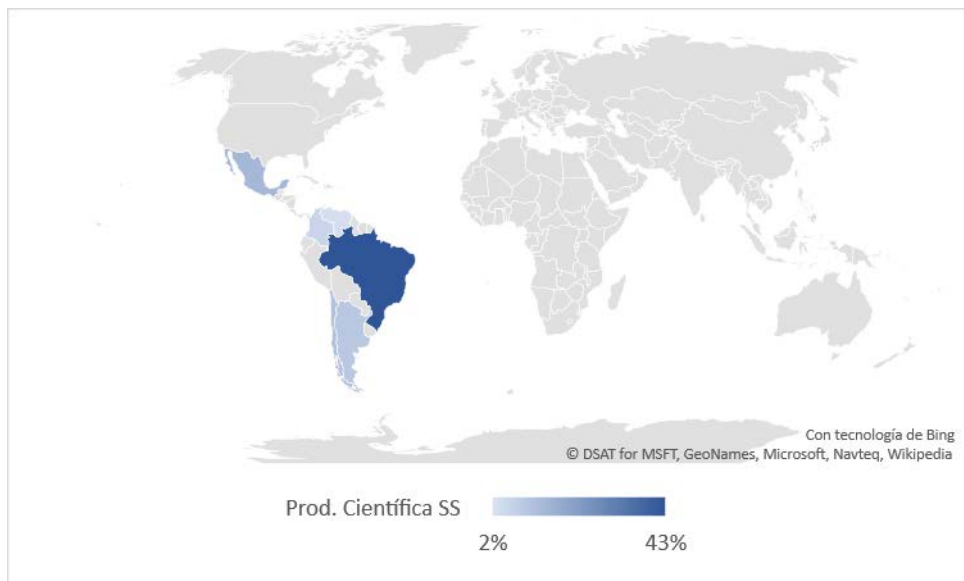 Con tecnología de Bing
© DSAT for MSFT, GeoNames, Microsoft, Navteq, Wikipedia
Prod. Científica SS
2% 43%